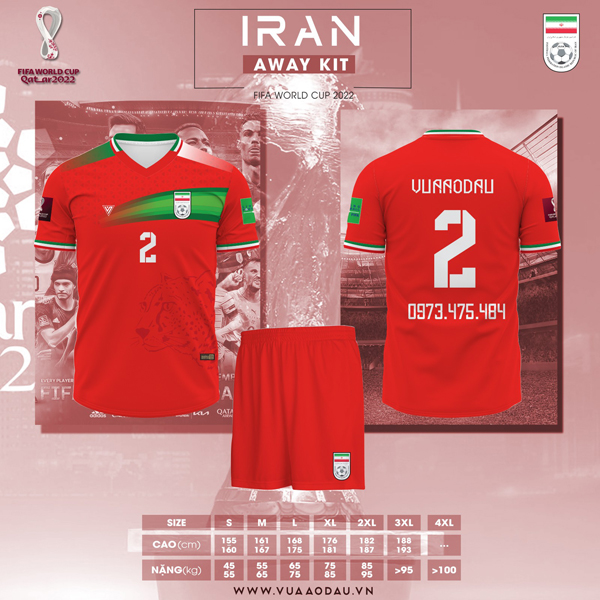 IRAN
AWAY KIT
FIFA WORLD CUP 2022
FIFA WORLD CUP
Qatar2022
2
VUAAODAU
2
0973.475.484
SIZE S M L XL 2XL 3XL 4XL
CAO(cm) 155 160 161 167 168 175 176 181 182 187 188 193 ...
NẶNG(kg) 45 55 55 65 65 75 75 85 85 95 >95 >100
WWW.VUAAODAU.VN